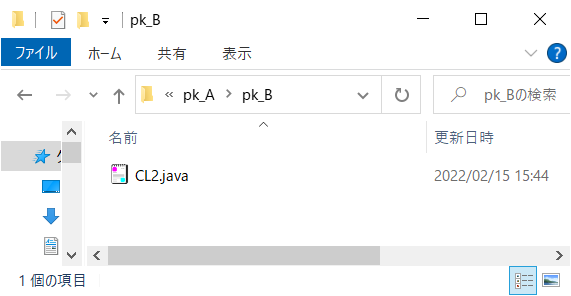 pk_B
ファイル ホーム 共有 表示
« pk_A > pk_B pk_Bの検索
名前 更新日時
CL2.java 2022/02/15 15:44
1 個の項目